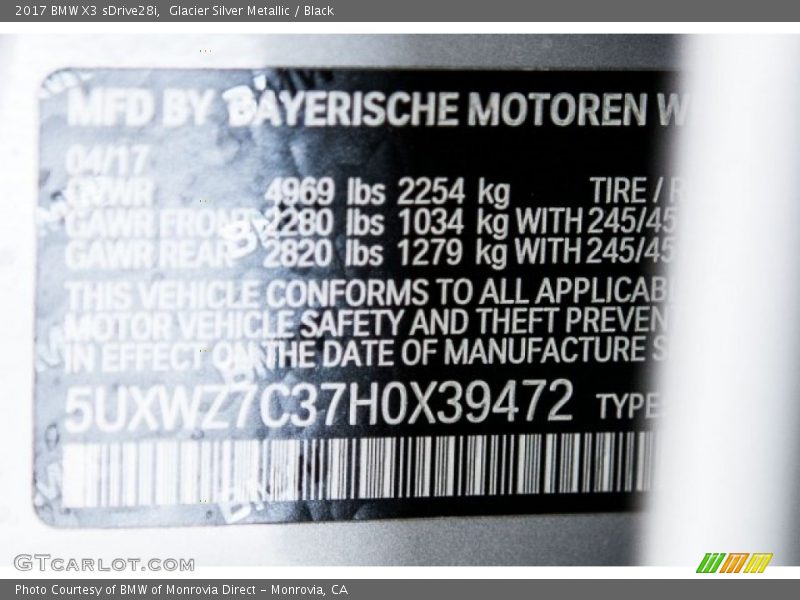 2017 BMW X3 sDrive28i, Glacier Silver Metallic / Black
MFD BY BAYERISCHE MOTOREN W
04/17
GVWR 4969 lbs 2254 kg TIRE / R
GAWR FRONT 2280 lbs 1034 kg WITH 245/45
GAWR REAR 2820 lbs 1279 kg WITH 245/45
THIS VEHICLE CONFORMS TO ALL APPLICAB
MOTOR VEHICLE SAFETY AND THEFT PREVEN
IN EFFECT ON THE DATE OF MANUFACTURE S
5UXWZ7C37H0X39472 TYPE
GTCARLOT.COM
Photo Courtesy of BMW of Monrovia Direct - Monrovia, CA